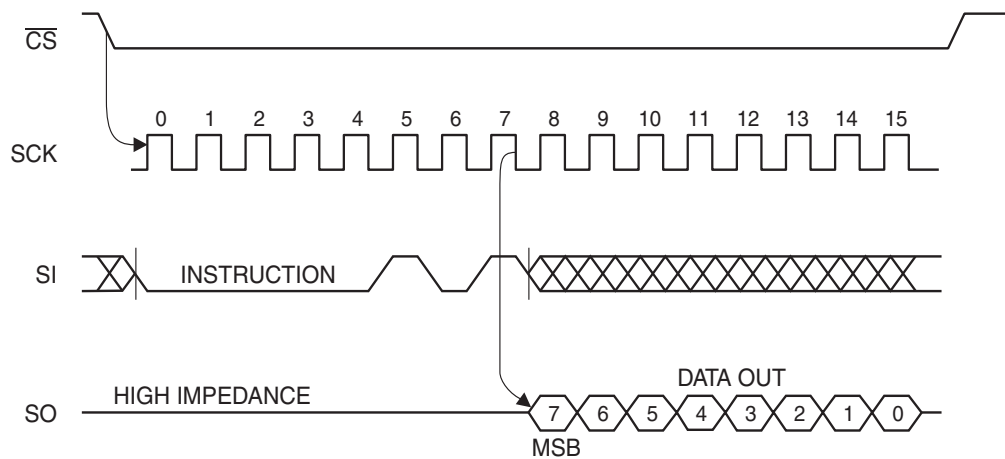 CS
0 1 2 3 4 5 6 7 8 9 10 11 12 13 14 15
SCK
SI
INSTRUCTION
DATA OUT
HIGH IMPEDANCE
SO
7 6 5 4 3 2 1 0
MSB